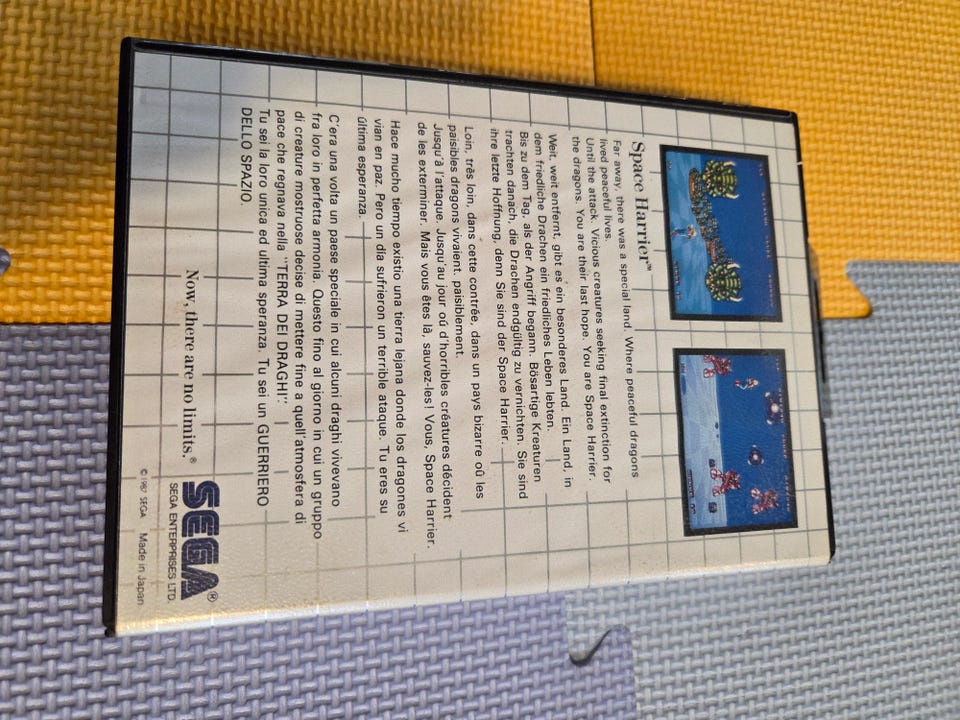 Space Harrier™
Far away, there was a special land. Where peaceful dragons
lived peaceful lives.
Until the attack. Vicious creatures seeking final extinction for
the dragons. You are their last hope. You are Space Harrier.
Weit, weit entfernt, gibt es ein besonderes Land. Ein Land, in
dem friedliche Drachen ein friedliches Leben lebten.
Bis zu dem Tag, als der Angriff begann. Bösartige Kreaturen
trachten danach, die Drachen endgültig zu vernichten. Sie sind
ihre letzte Hoffnung, denn Sie sind der Space Harrier.
Loin, très loin, dans cette contrée, dans un pays bizarre où les
paisibles dragons vivaient. paisiblement.
Jusqu'à l'attaque. Jusqu'au jour où d'horribles créatures décident
de les exterminer. Mais vous êtes là, sauvez-les! Vous, Space Harrier.
Hace mucho tiempo existio una tierra lejana donde los dragones vi
vian en paz. Pero un dia sufrieron un terrible ataque. Tu eres su
última esperanza.
C'era una volta un paese speciale in cui alcuni draghi vivevano
fra loro in perfetta armonia. Questo fino al giorno in cui un gruppo
di creature mostruose decise di mettere fine a quell'atmosfera di
pace che regnava nella "TERRA DEI DRAGHI".
Tu sei la loro unica ed ultima speranza. Tu sei un GUERRIERO
DELLO SPAZIO.
Now, there are no limits.®
SEGA®
SEGA ENTERPRISES LTD.
© 1987 SEGA Made in Japan